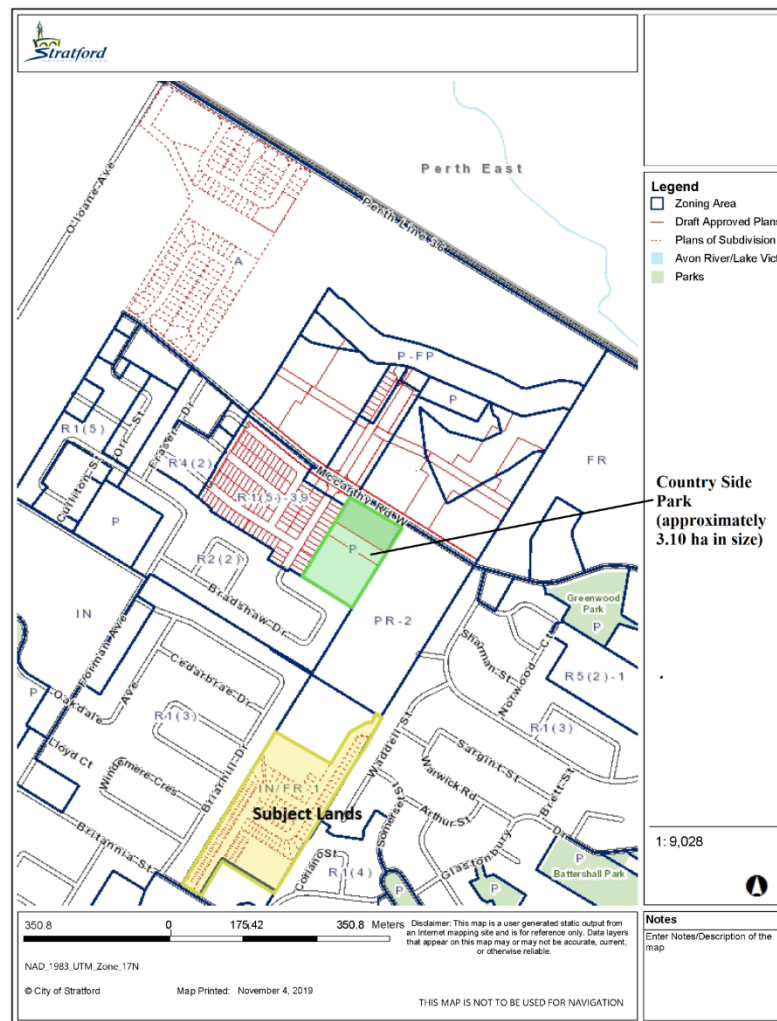 Stratford
Perth East
O'loane Ave
Perth Line 36
A
P-FP
P
FR
R1(5)
Orr St
Fraser Dr
Culliton St
R4(2)
R1(5)-39
Mccarthy Rd W
P
P
R2(2)
Bradshaw Dr
PR-2
IN
Forman Ave
Greenwood
Park
P
Sharman St
Norwood Ct
R5(2)-1
Cedarbrae Dr
P
Oakdale Ave
R1(3)
R1(3)
Lloyd Ct
Briarhill Dr
Waddell St
Sargint St
Wintemere Cres
Warwick Rd
Brett St
IN/FR 1
Subject Lands
Somerset St
Arthur St
Dr
Britannia St
Coriano St
Glastonbury
R1(4)
P
P
P
Battershall Park
Legend
Zoning Area
Draft Approved Plans
Plans of Subdivision
Avon River/Lake Vict
Parks
Country Side
Park
(approximately
3.10 ha in size)
1: 9,028
350.8 0 175.42 350.8 Meters
Disclaimer: This map is a user generated static output from
an Internet mapping site and is for reference only. Data layers
that appear on this map may or may not be accurate, current,
or otherwise reliable.
NAD_1983_UTM_Zone_17N
© City of Stratford Map Printed: November 4, 2019
THIS MAP IS NOT TO BE USED FOR NAVIGATION
Notes
Enter Notes/Description of the
map